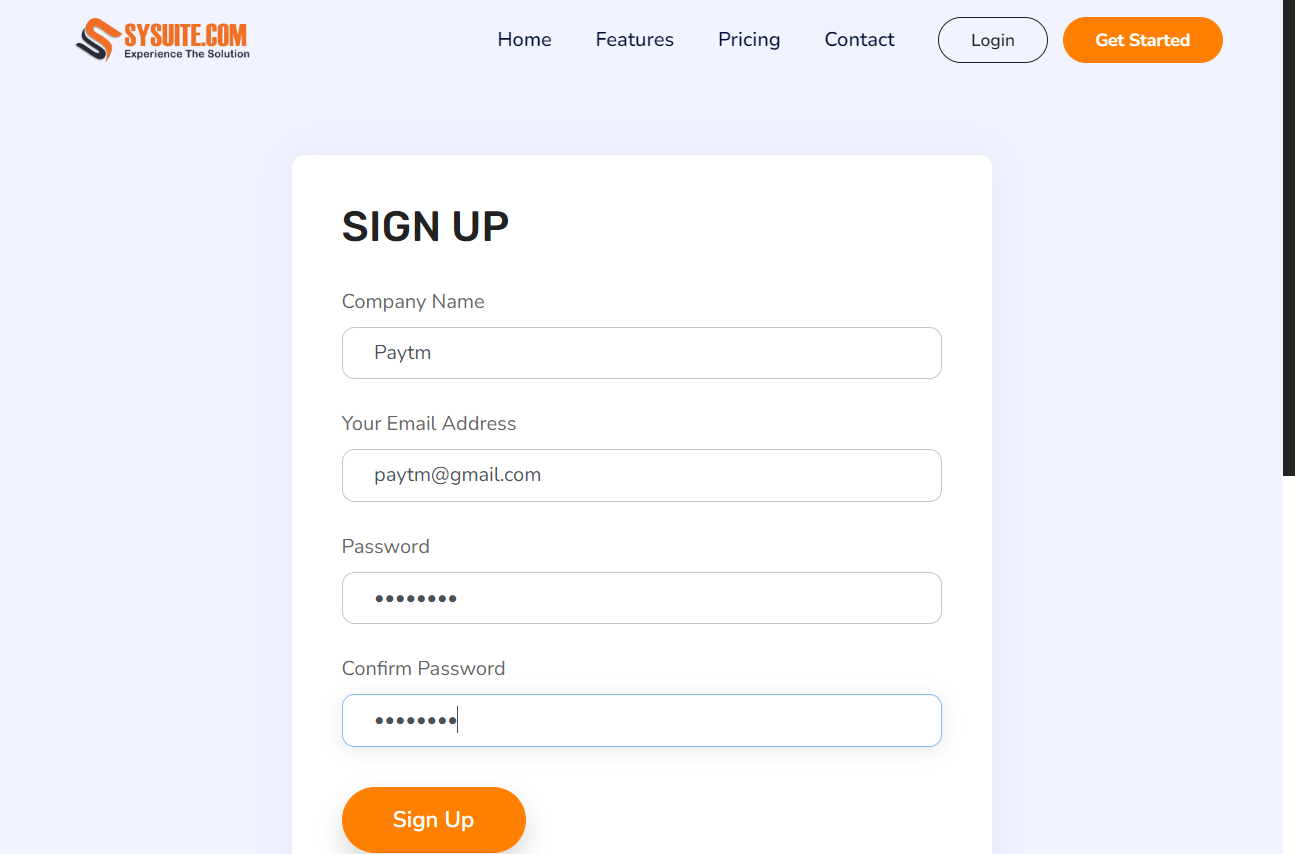 SYSUITE.COM
Experience The Solution
Home Features Pricing Contact Login Get Started
SIGN UP
Company Name
Paytm
Your Email Address
paytm@gmail.com
Password
••••••••
Confirm Password
••••••••
Sign Up